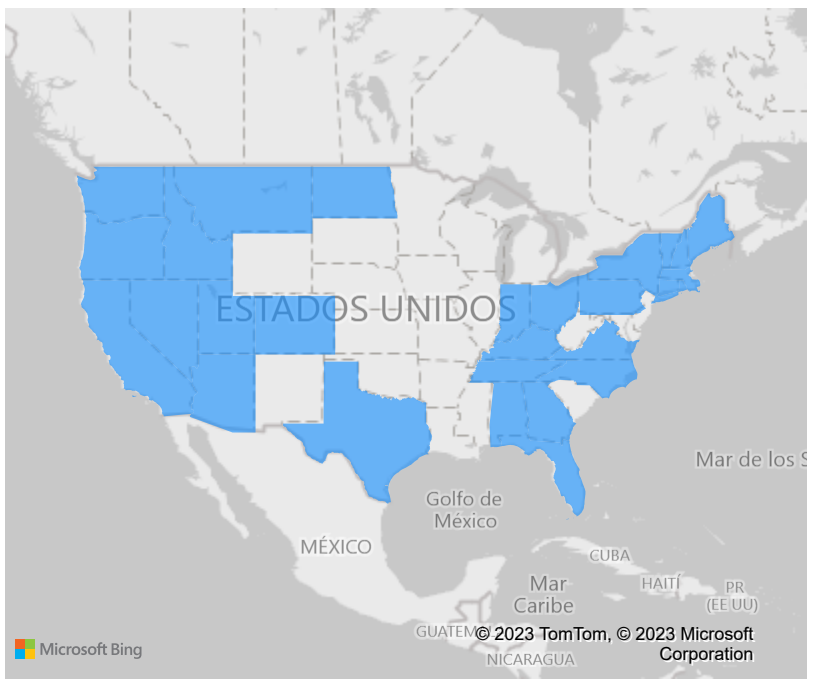 ESTADOS UNIDOS
Mar de los S
Golfo de
México
MÉXICO
CUBA
HAITÍ
PR
(EE UU)
Mar
Caribe
GUATEM
© 2023 TomTom, © 2023 Microsoft
Corporation
Microsoft Bing
NICARAGUA